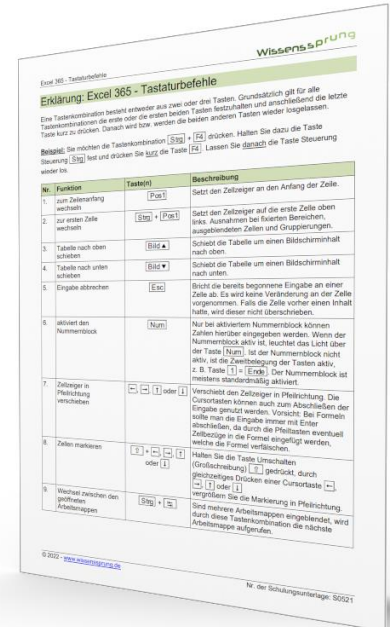 Wissenssprung
Excel 365 - Tastaturbefehle
Erklärung: Excel 365 - Tastaturbefehle
Eine Tastenkombination besteht entweder aus zwei oder drei Tasten. Grundsätzlich gilt für alle
Tastenkombinationen die erste oder die ersten beiden Tasten festzuhalten und anschließend die letzte
Taste kurz zu drücken. Danach wird bzw. werden die beiden anderen Tasten wieder losgelassen.
Beispiel: Sie möchten die Tastenkombination Strg + F4 drücken. Halten Sie dazu die Taste
Steuerung Strg fest und drücken Sie kurz die Taste F4. Lassen Sie danach die Taste Steuerung
wieder los.
Nr. Funktion Taste(n) Beschreibung
1. zum Zeilenanfang
wechseln
Pos1
Setzt den Zellzeiger an den Anfang der Zeile.
2. zur ersten Zelle
wechseln
Strg + Pos1
Setzt den Zellzeiger auf die erste Zelle oben
links. Ausnahmen bei fixierten Bereichen,
ausgeblendeten Zellen und Gruppierungen.
3. Tabelle nach oben
schieben
Bild ▲
Schiebt die Tabelle um einen Bildschirminhalt
nach oben.
4. Tabelle nach unten
schieben
Bild ▼
Schiebt die Tabelle um einen Bildschirminhalt
nach unten.
5. Eingabe abbrechen
Esc
Bricht die bereits begonnene Eingabe an einer
Zelle ab. Es wird keine Veränderung an der Zelle
vorgenommen. Falls die Zelle vorher einen Inhalt
hatte, wird dieser nicht überschrieben.
6. aktiviert den
Nummernblock
Num
Nur bei aktiviertem Nummernblock können
Zahlen hierüber eingegeben werden. Wenn der
Nummernblock aktiv ist, leuchtet das Licht über
der Taste Num. Ist der Nummernblock nicht
aktiv, ist die Zweitbelegung der Tasten aktiv,
z. B. Taste 1 = Ende. Der Nummernblock ist
meistens standardmäßig aktiviert.
7. Zellzeiger in
Pfeilrichtung
verschieben
←, →, ↑ oder ↓
Verschiebt den Zellzeiger in Pfeilrichtung. Die
Cursortasten können auch zum Abschließen der
Eingabe genutzt werden. Vorsicht: Bei Formeln
sollte man die Eingabe immer mit Enter
abschließen, da durch die Pfeiltasten eventuell
Zellbezüge in die Formel eingefügt werden,
welche die Formel verfälschen.
8. Zellen markieren
⇧ + ←, →, ↑
oder ↓
Halten Sie die Taste Umschalten
(Großschreibung) ⇧ gedrückt, durch
gleichzeitiges Drücken einer Cursortaste ←,
→, ↑ oder ↓
vergrößern Sie die Markierung in Pfeilrichtung.
9. Wechsel zwischen den
geöffneten
Arbeitsmappen
Strg + ↹
Sind mehrere Arbeitsmappen eingeblendet, wird
durch diese Tastenkombination die nächste
Arbeitsmappe aufgerufen.
© 2022 - www.wissenssprung.de
Nr. der Schulungsunterlage: S0521